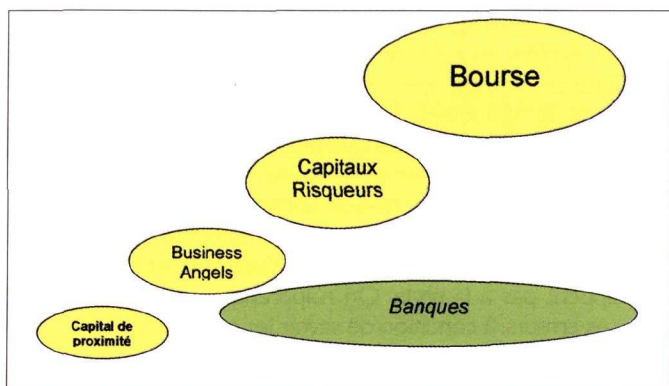 Bourse
Capitaux
Risqueurs
Business
Angels
Banques
Capital de
proximité